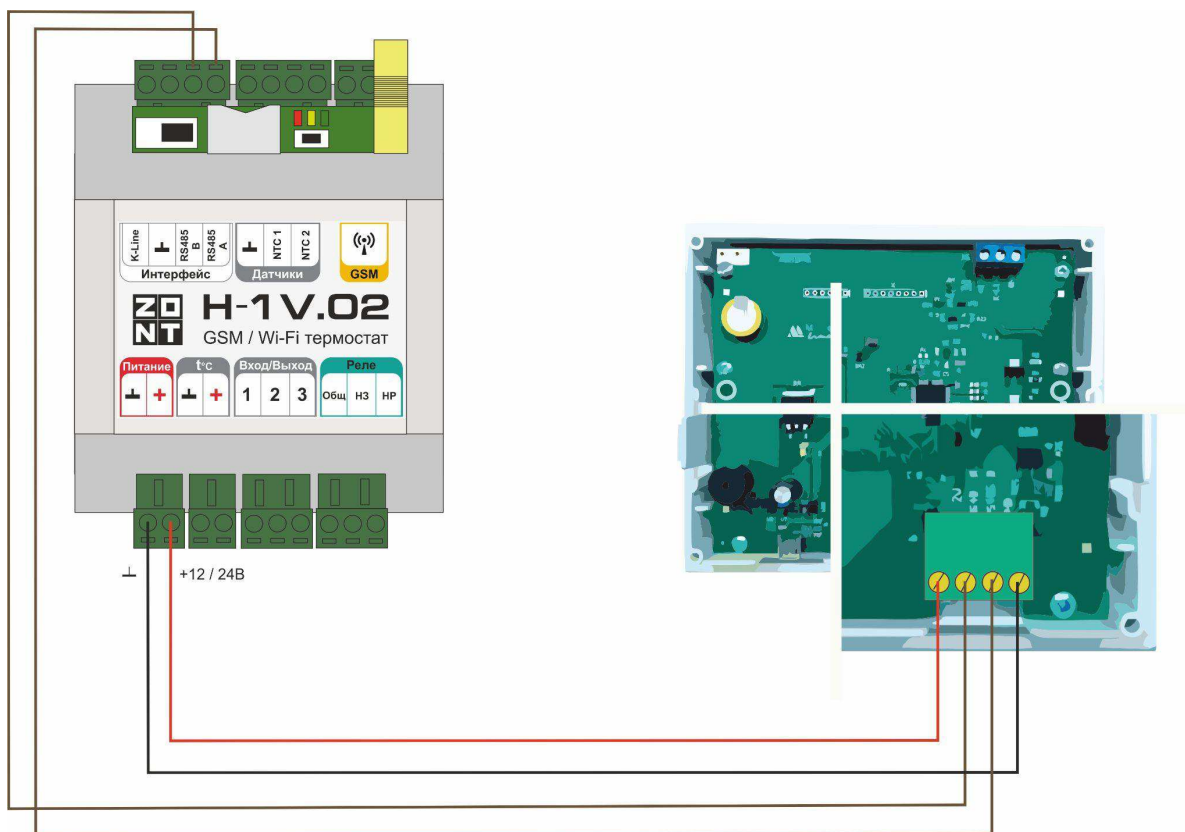 K-Line
RS485 B
RS485 A
NTC 1
NTC 2
Интерфейс
Датчики
GSM
ZONT
H-1V.02
GSM / Wi-Fi термостат
Питание
t°C
Вход/Выход
Реле
+
+
1
2
3
Общ
НЗ
НР
+12 / 24В